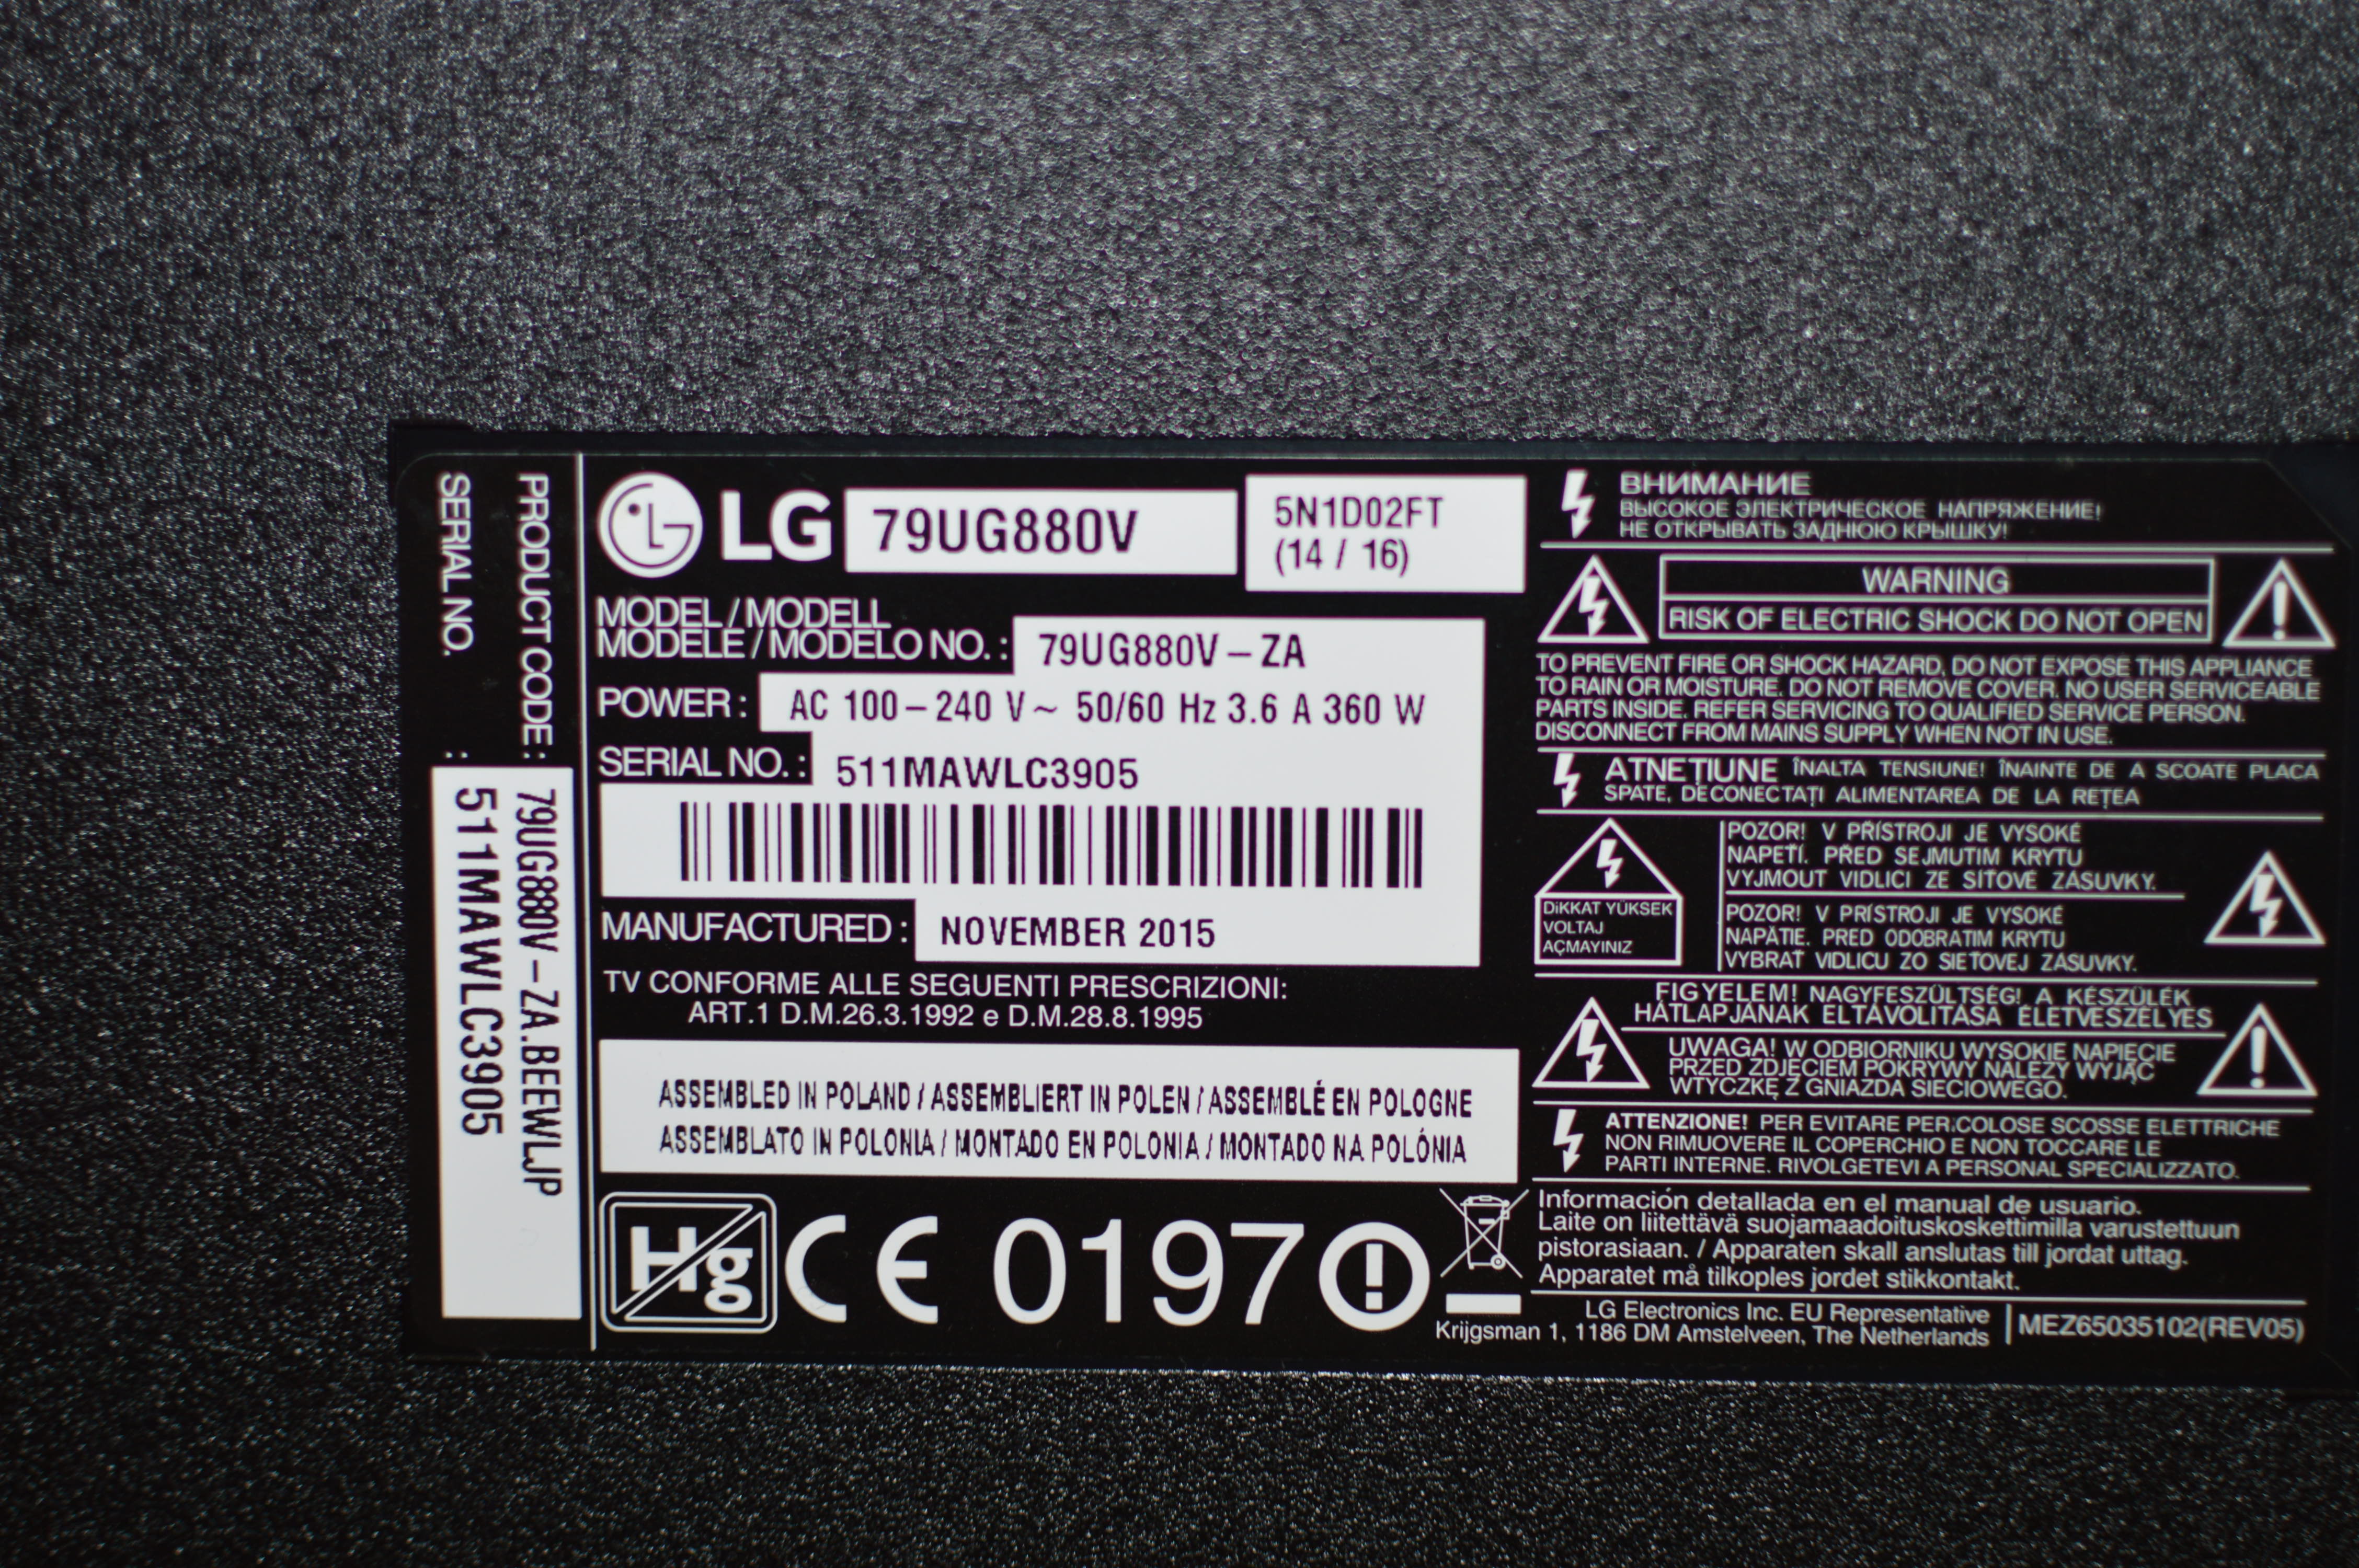 SERIAL NO. : 511MAWLC3905
PRODUCT CODE : 79UG880V – ZA.BEEWLJP
LG 79UG880V
5N1D02FT
(14 / 16)
MODEL / MODELL
MODELE / MODELO NO. : 79UG880V – ZA
POWER : AC 100 – 240 V ~ 50/60 Hz 3.6 A 360 W
SERIAL NO. : 511MAWLC3905
MANUFACTURED : NOVEMBER 2015
TV CONFORME ALLE SEGUENTI PRESCRIZIONI:
ART.1 D.M.26.3.1992 e D.M.28.8.1995
ASSEMBLED IN POLAND / ASSEMBLIERT IN POLEN / ASSEMBLÉ EN POLOGNE
ASSEMBLATO IN POLONIA / MONTADO EN POLONIA / MONTADO NA POLÓNIA
Hg CE 0197 !
ВНИМАНИЕ
ВЫСОКОЕ ЭЛЕКТРИЧЕСКОЕ НАПРЯЖЕНИЕ!
НЕ ОТКРЫВАТЬ ЗАДНЮЮ КРЫШКУ!
WARNING
RISK OF ELECTRIC SHOCK DO NOT OPEN
TO PREVENT FIRE OR SHOCK HAZARD, DO NOT EXPOSE THIS APPLIANCE
TO RAIN OR MOISTURE. DO NOT REMOVE COVER. NO USER SERVICEABLE
PARTS INSIDE. REFER SERVICING TO QUALIFIED SERVICE PERSON.
DISCONNECT FROM MAINS SUPPLY WHEN NOT IN USE.
ATNEŢIUNE ÎNALTA TENSIUNE! ÎNAINTE DE A SCOATE PLACA
SPATE, DECONECTAŢI ALIMENTAREA DE LA REŢEA
DİKKAT YÜKSEK
VOLTAJ
AÇMAYINIZ
POZOR! V PŘÍSTROJI JE VYSOKÉ
NAPETÍ. PŘED SEJMUTIM KRYTU
VYJMOUT VIDLICI ZE SÍŤOVÉ ZÁSUVKY.
POZOR! V PRÍSTROJI JE VYSOKÉ
NAPÄTIE. PRED ODOBRATIM KRYTU
VYBRAŤ VIDLICU ZO SIEŤOVEJ ZÁSUVKY.
FIGYELEM! NAGYFESZÜLTSÉG! A KÉSZÜLÉK
HÁTLAPJÁNAK ELTÁVOLÍTÁSA ÉLETVESZÉLYES
UWAGA! W ODBIORNIKU WYSOKIE NAPIĘCIE
PRZED ZDJĘCIEM POKRYWY NALEŻY WYJĄĆ
WTYCZKĘ Z GNIAZDA SIECIOWEGO.
ATTENZIONE! PER EVITARE PERICOLOSE SCOSSE ELETTRICHE
NON RIMUOVERE IL COPERCHIO E NON TOCCARE LE
PARTI INTERNE. RIVOLGETEVI A PERSONAL SPECIALIZZATO.
Información detallada en el manual de usuario.
Laite on liitettävä suojamaadoituskoskettimilla varustettuun
pistorasiaan. / Apparaten skall anslutas till jordat uttag.
Apparatet må tilkoples jordet stikkontakt.
LG Electronics Inc. EU Representative
Krijgsman 1, 1186 DM Amstelveen, The Netherlands
MEZ65035102(REV05)